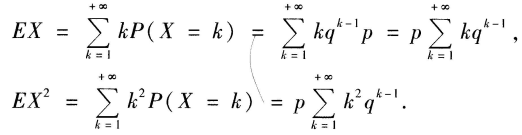 EX = \sum_{k=1}^{+\infty} kP(X = k) = \sum_{k=1}^{+\infty} kq^{k-1}p = p\sum_{k=1}^{+\infty} kq^{k-1},
EX^2 = \sum_{k=1}^{+\infty} k^2P(X = k) = p\sum_{k=1}^{+\infty} k^2q^{k-1}.